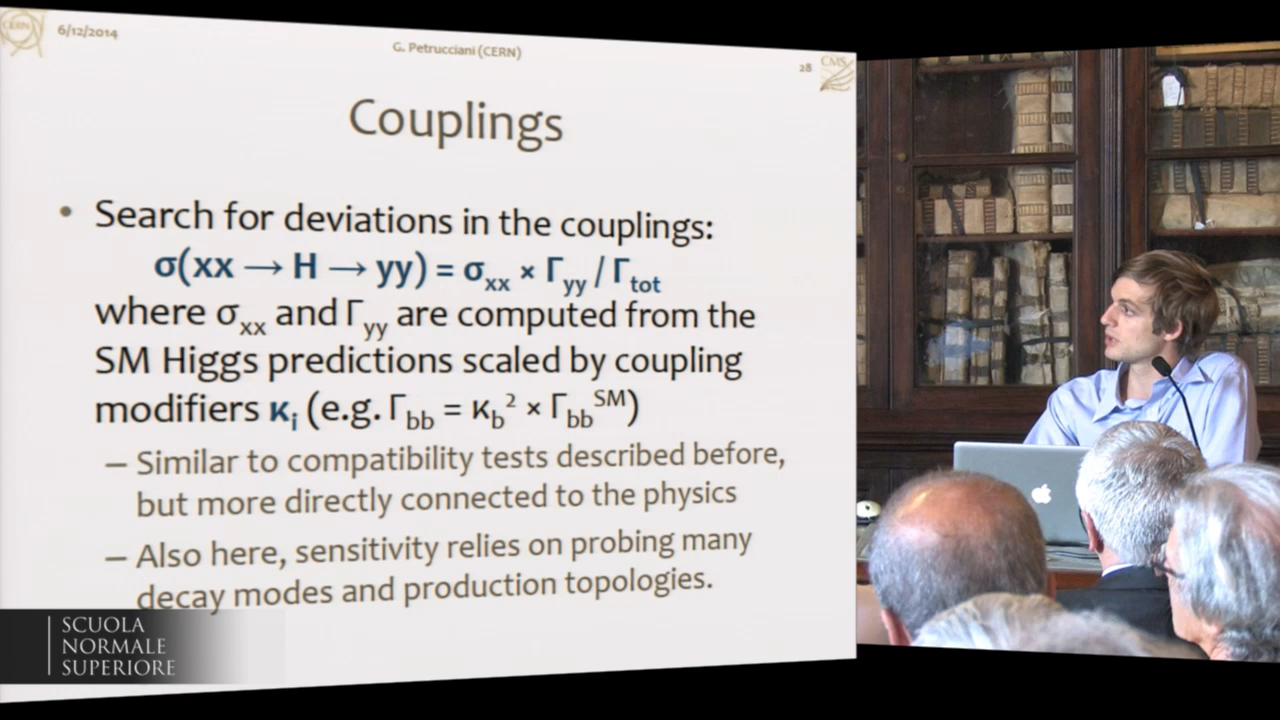 CERN
6/12/2014
G. Petrucciani (CERN)
28
CMS
Couplings
• Search for deviations in the couplings:
σ(xx → H → yy) = σxx × Γyy / Γtot
where σxx and Γyy are computed from the
SM Higgs predictions scaled by coupling
modifiers κi (e.g. Γbb = κb² × ΓbbSM)
– Similar to compatibility tests described before,
but more directly connected to the physics
– Also here, sensitivity relies on probing many
decay modes and production topologies.
SCUOLA
NORMALE
SUPERIORE